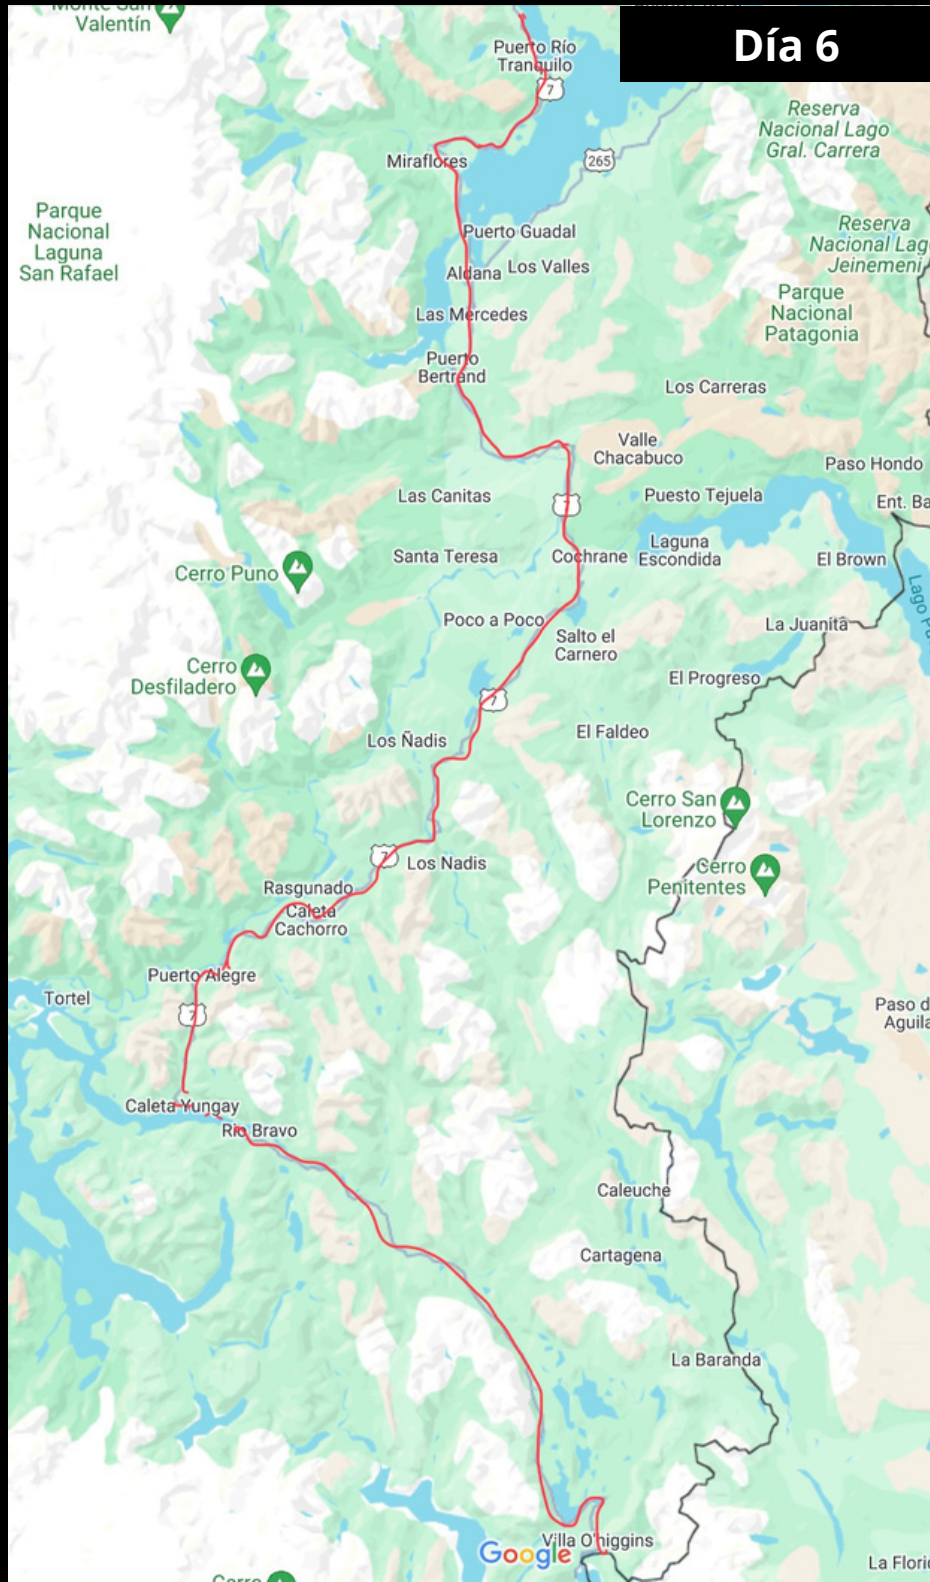 Monte San
Valentín
Día 6
Puerto Río
Tranquilo
7
Reserva
Nacional Lago
Gral. Carrera
Miraflores
265
Parque
Nacional
Laguna
San Rafael
Puerto Guadal
Reserva
Nacional Lag
Jeinemeni
Aldana
Los Valles
Parque
Nacional
Patagonia
Las Mercedes
Puerto
Bertrand
Los Carreras
Valle
Chacabuco
Paso Hondo
Las Canitas
Puesto Tejuela
Ent. Ba
7
Santa Teresa
Cochrane
Laguna
Escondida
El Brown
Cerro Puno
Lago Pu
Poco a Poco
La Juanita
Salto el
Carnero
Cerro
Desfiladero
El Progreso
7
El Faldeo
Los Ñadis
Cerro San
Lorenzo
7
Los Nadis
Cerro
Penitentes
Rasgunado
Caleta
Cachorro
Puerto Alegre
Tortel
7
Paso d
Aguila
Caleta Yungay
Rio Bravo
Caleuche
Cartagena
La Baranda
Villa O'higgins
Google
La Flori
Cerro